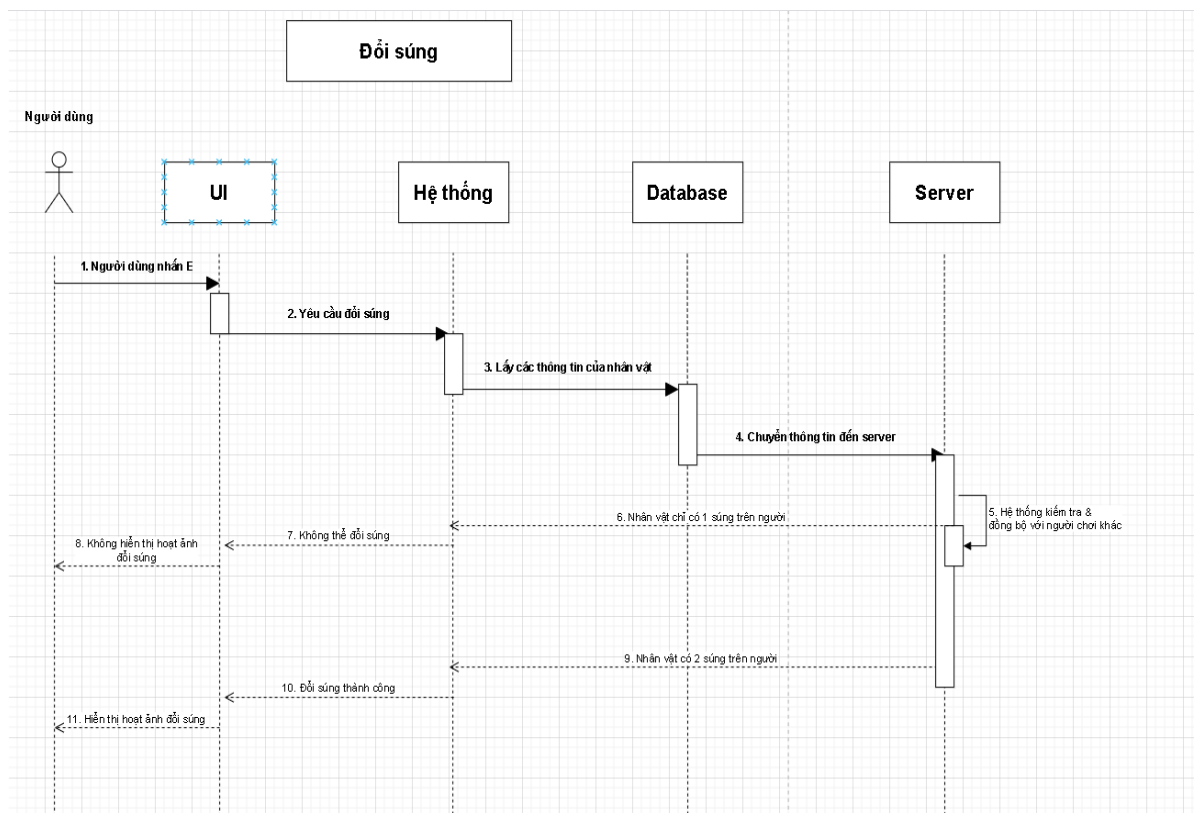 Đổi súng
Người dùng
UI
Hệ thống
Database
Server
1. Người dùng nhấn E
2. Yêu cầu đổi súng
3. Lấy các thông tin của nhân vật
4. Chuyển thông tin đến server
5. Hệ thống kiểm tra &
đồng bộ với người chơi khác
6. Nhân vật chỉ có 1 súng trên người
7. Không thể đổi súng
8. Không hiển thị hoạt ảnh
đổi súng
9. Nhân vật có 2 súng trên người
10. Đổi súng thành công
11. Hiển thị hoạt ảnh đổi súng